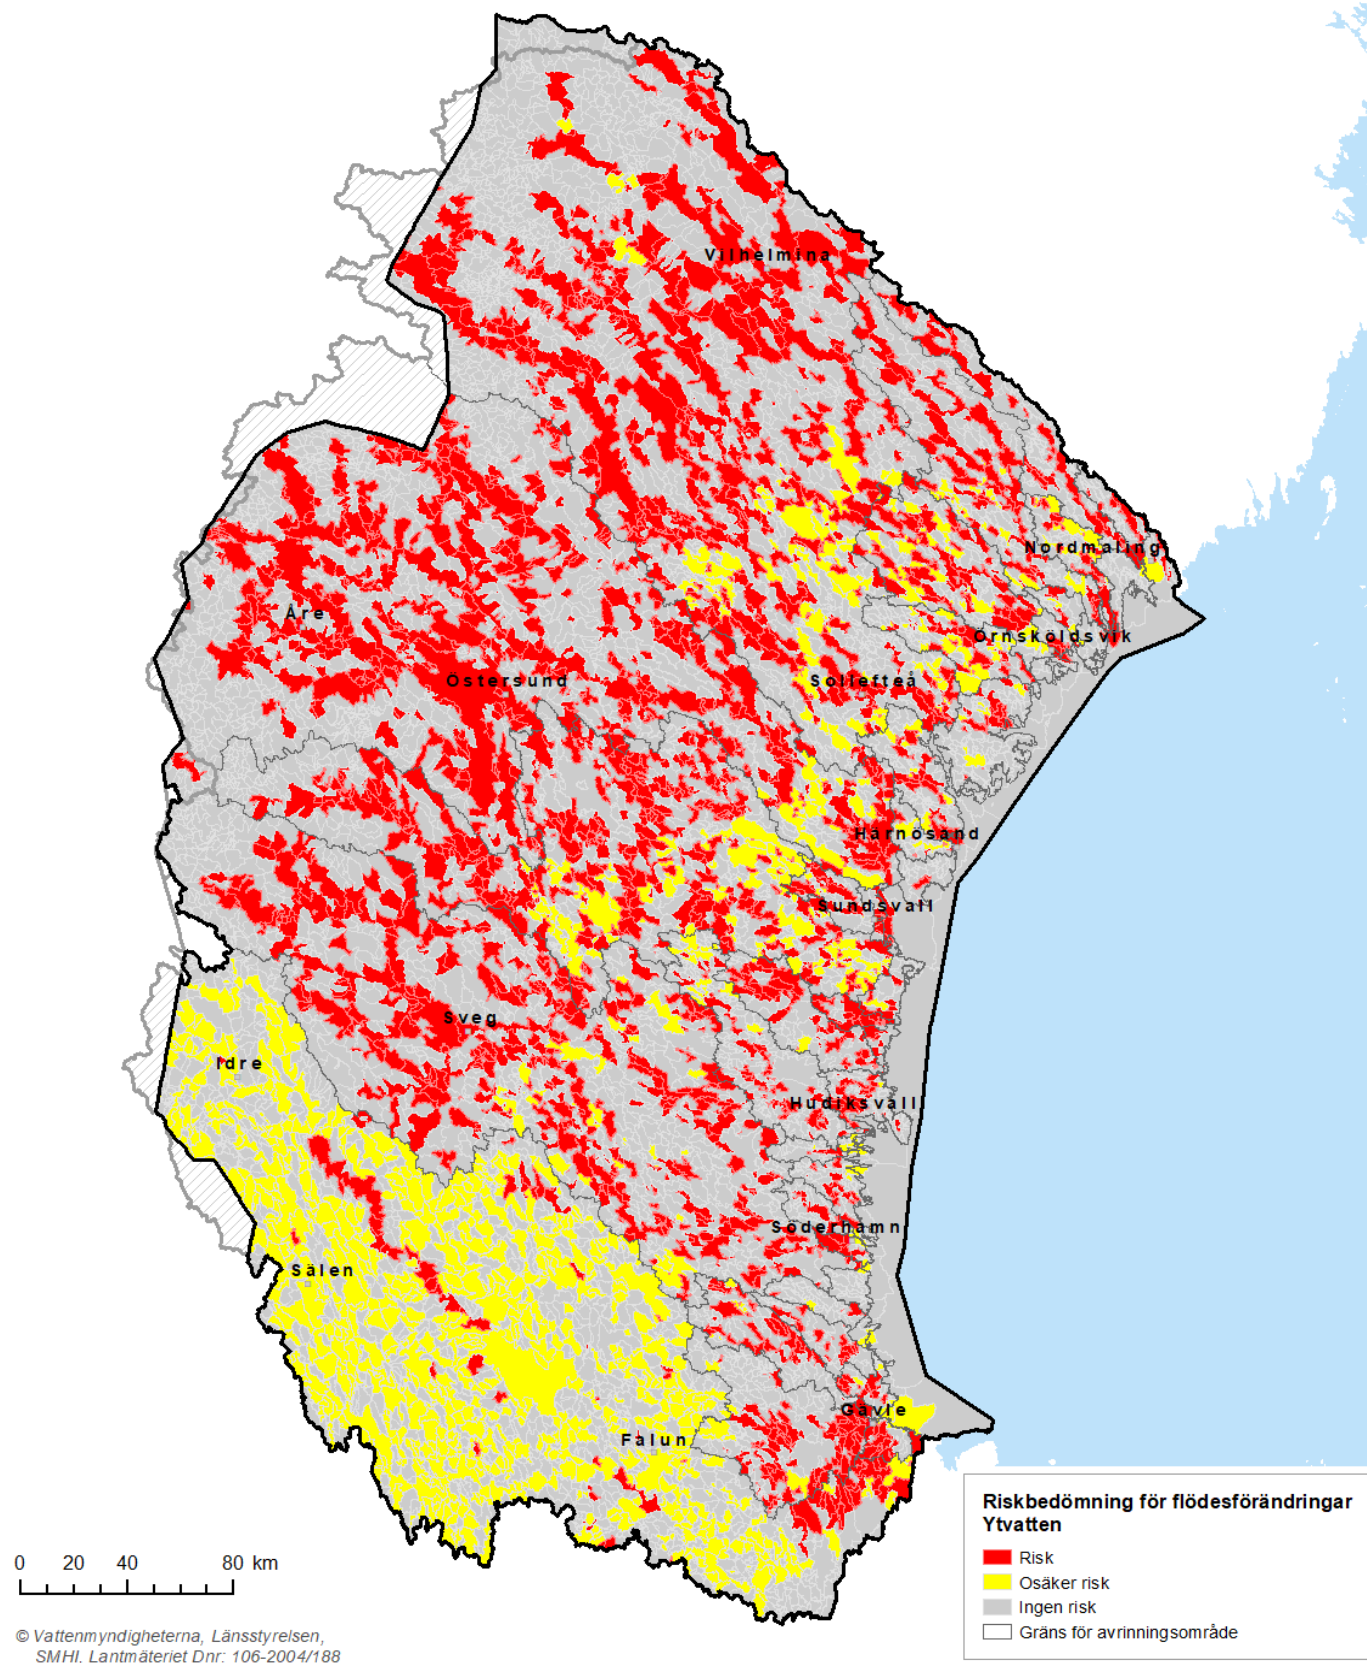 Vilhelmina
Nordmaling
Åre
Örnsköldsvik
Östersund
Sollefteå
Härnösand
Sundsvall
Sveg
Idre
Hudiksvall
Söderhamn
Sälen
Gävle
Falun
Riskbedömning för flödesförändringar
Ytvatten
Risk
Osäker risk
Ingen risk
Gräns för avrinningsområde
0 20 40 80 km
© Vattenmyndigheterna, Länsstyrelsen,
SMHI. Lantmäteriet Dnr: 106-2004/188